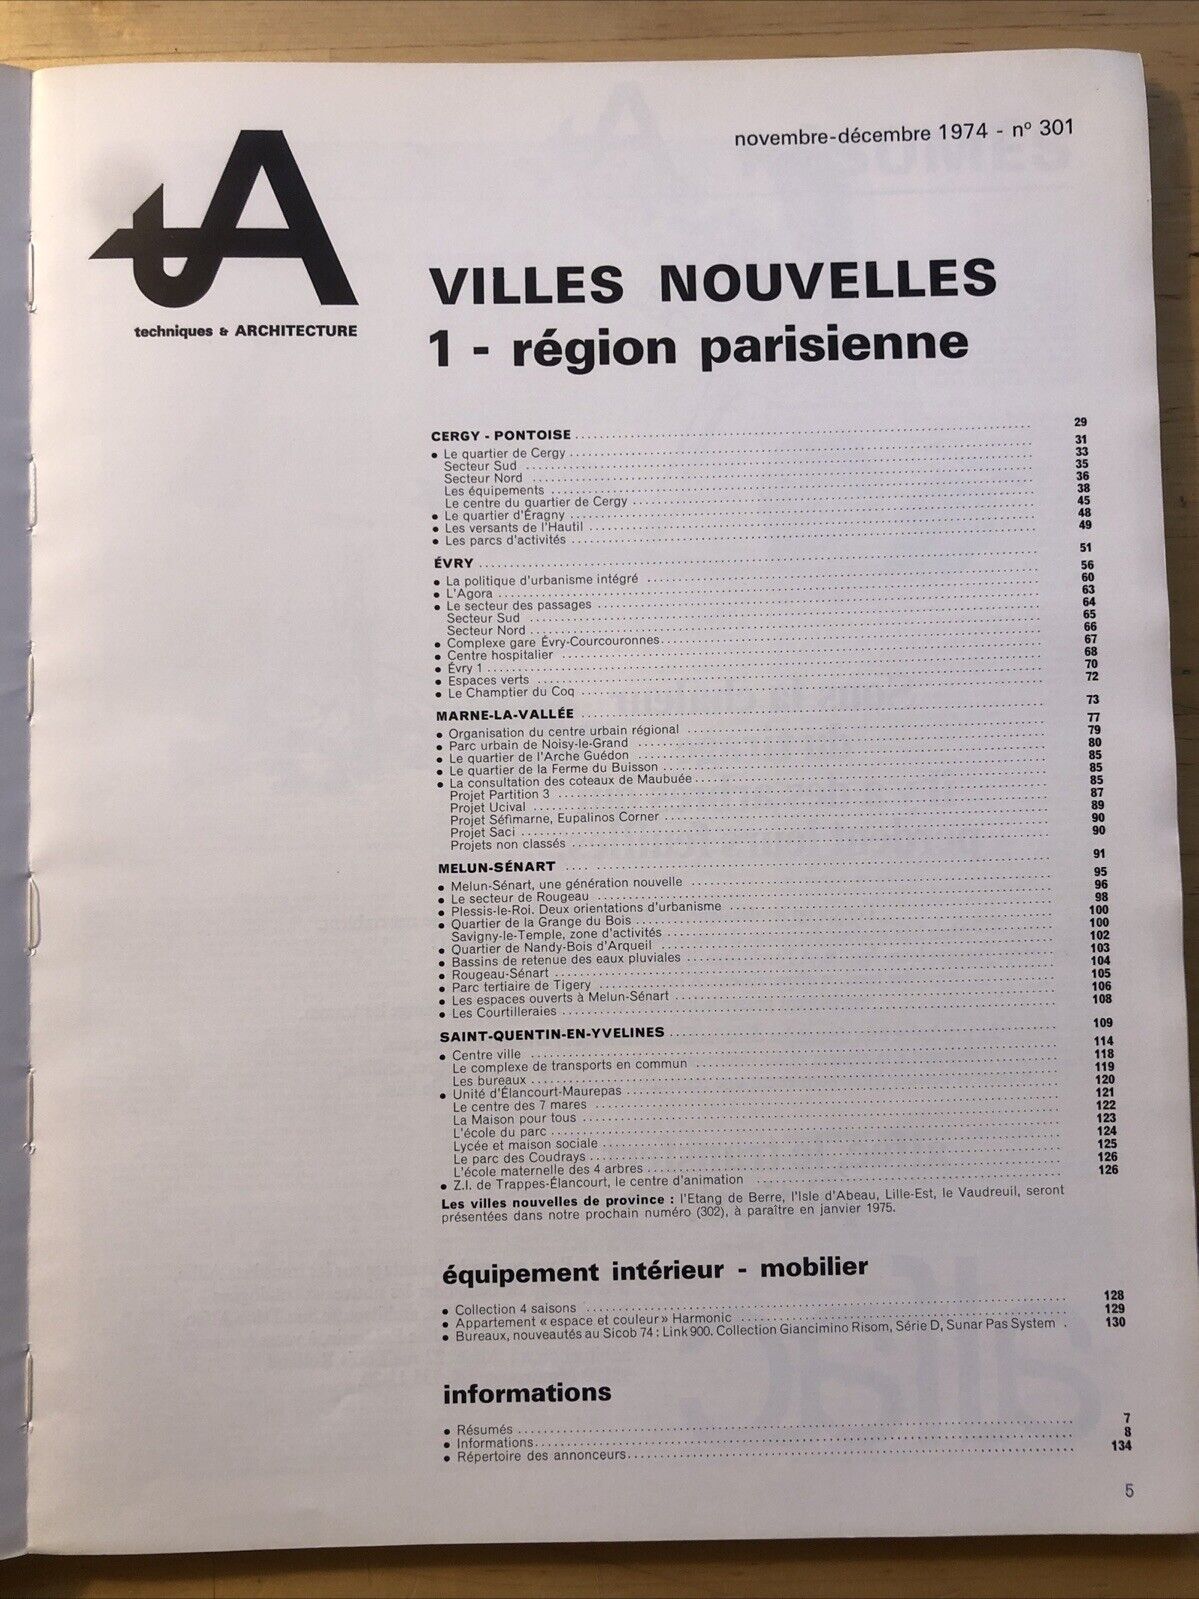 novembre-décembre 1974 - nº 301
tA
techniques & ARCHITECTURE
VILLES NOUVELLES
1 - région parisienne
CERGY - PONTOISE 29
• Le quartier de Cergy 31
Secteur Sud 33
Secteur Nord 35
Les équipements 36
Le centre du quartier de Cergy 38
• Le quartier d'Éragny 45
• Les versants de l'Hautil 48
• Les parcs d'activités 49
ÉVRY 51
• La politique d'urbanisme intégré 56
• L'Agora 60
• Le secteur des passages 63
Secteur Sud 64
Secteur Nord 65
• Complexe gare Évry-Courcouronnes 66
• Centre hospitalier 67
• Évry 1 68
• Espaces verts 70
• Le Champtier du Coq 72
MARNE-LA-VALLÉE 73
• Organisation du centre urbain régional 77
• Parc urbain de Noisy-le-Grand 79
• Le quartier de l'Arche Guédon 80
• Le quartier de la Ferme du Buisson 85
• La consultation des coteaux de Maubuée 85
Projet Partition 3 85
Projet Ucival 87
Projet Séfimarne, Eupalinos Corner 89
Projet Saci 90
Projets non classés 90
MELUN-SÉNART 91
• Melun-Sénart, une génération nouvelle 95
• Le secteur de Rougeau 96
• Plessis-le-Roi. Deux orientations d'urbanisme 98
• Quartier de la Grange du Bois 100
Savigny-le-Temple, zone d'activités 100
• Quartier de Nandy-Bois d'Arqueil 102
• Bassins de retenue des eaux pluviales 103
• Rougeau-Sénart 104
• Parc tertiaire de Tigery 105
• Les espaces ouverts à Melun-Sénart 106
• Les Courtilleraies 108
SAINT-QUENTIN-EN-YVELINES 109
• Centre ville 114
Le complexe de transports en commun 118
Les bureaux 119
• Unité d'Élancourt-Maurepas 120
Le centre des 7 mares 121
La Maison pour tous 122
L'école du parc 123
Lycée et maison sociale 124
Le parc des Coudrays 125
L'école maternelle des 4 arbres 126
• Z.I. de Trappes-Élancourt, le centre d'animation 126
Les villes nouvelles de province : l'Etang de Berre, l'Isle d'Abeau, Lille-Est, le Vaudreuil, seront
présentées dans notre prochain numéro (302), à paraître en janvier 1975.
équipement intérieur - mobilier
• Collection 4 saisons 128
• Appartement « espace et couleur » Harmonic 129
• Bureaux, nouveautés au Sicob 74 : Link 900. Collection Giancimino Risom, Série D, Sunar Pas System . 130
informations
• Résumés 7
• Informations 8
• Répertoire des annonceurs 134
5